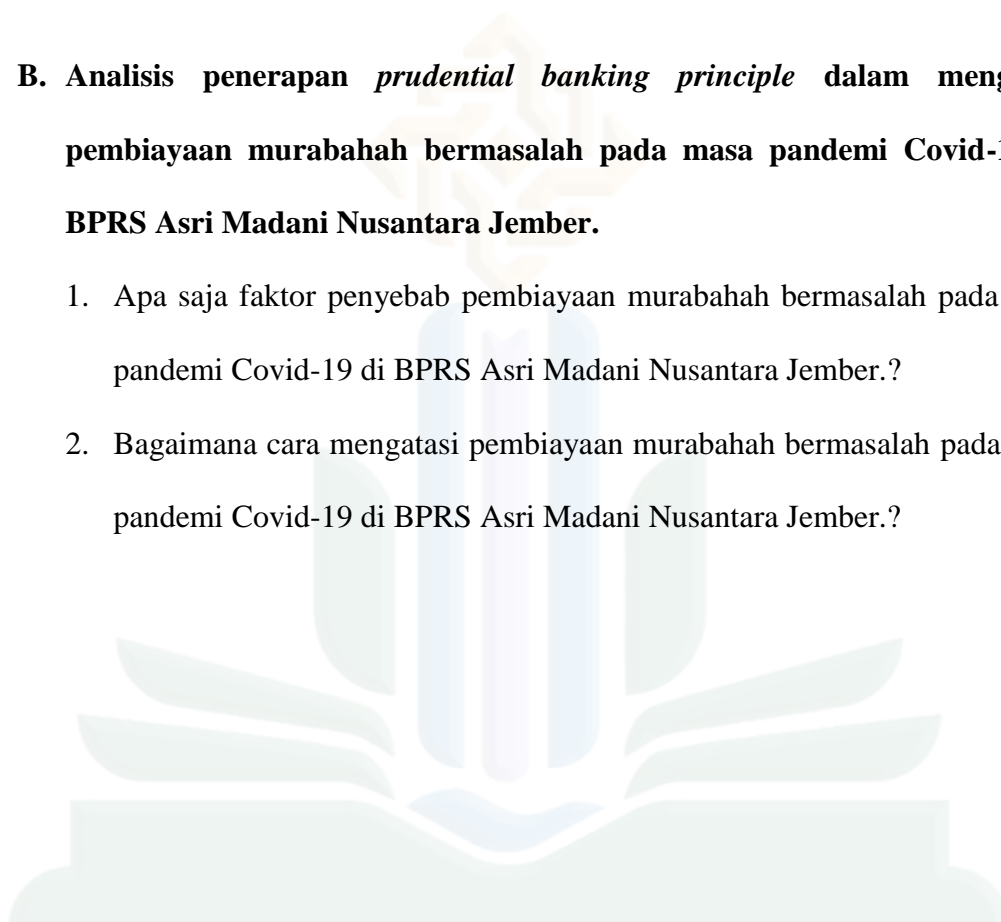 B. Analisis penerapan prudential banking principle dalam
pembiayaan murabahah bermasalah pada masa pandemi
BPRS Asri Madani Nusantara Jember.
1. Apa saja faktor penyebab pembiayaan murabahah bermasalah pada
pandemi Covid-19 di BPRS Asri Madani Nusantara Jember.?
2. Bagaimana cara mengatasi pembiayaan murabahah bermasalah pada
pandemi Covid-19 di BPRS Asri Madani Nusantara Jember.?